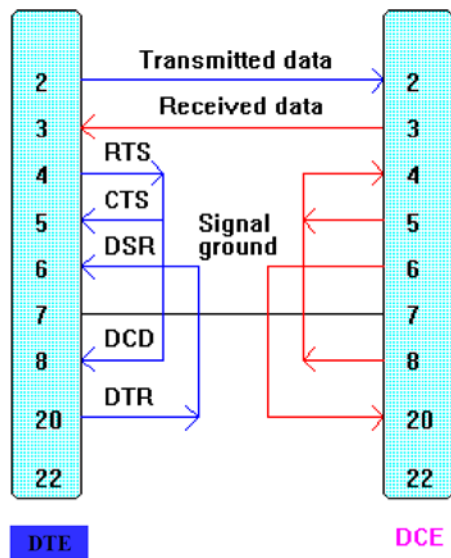 Transmitted data
2 2
Received data
3 3
RTS
4 4
CTS
5 5
Signal
ground
DSR
6 6
7 7
DCD
8 8
DTR
20 20
22 22
DTE DCE